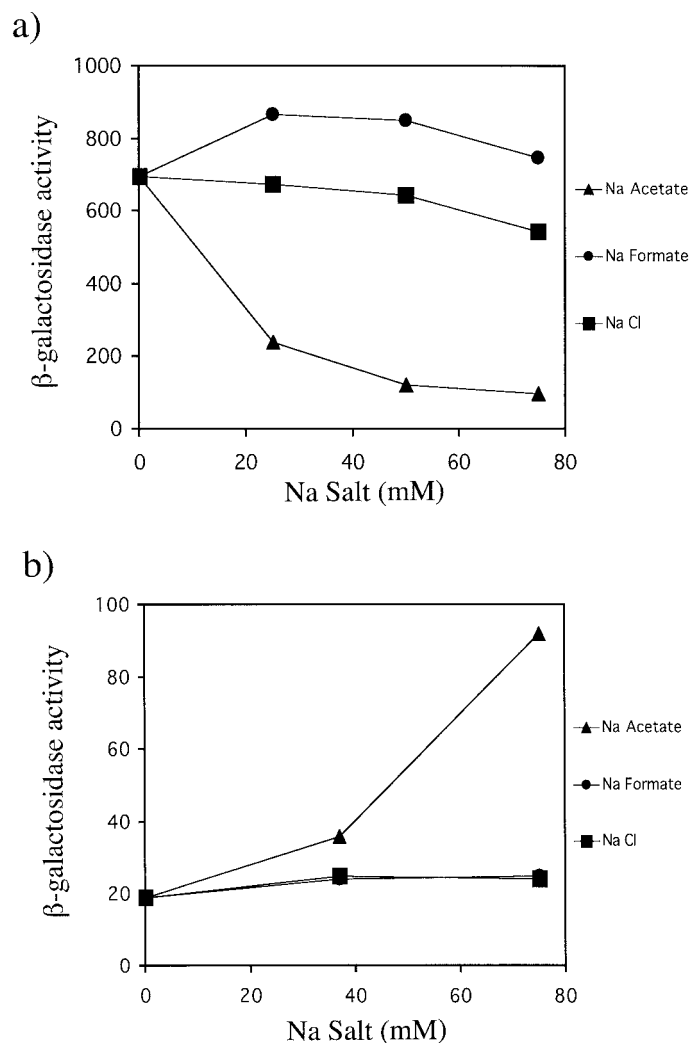 a)
1000
800
600
400
200
0
0 20 40 60 80
β-galactosidase activity
Na Salt (mM)
Na Acetate
Na Formate
Na Cl
b)
100
80
60
40
20
0
0 20 40 60 80
β-galactosidase activity
Na Salt (mM)
Na Acetate
Na Formate
Na Cl